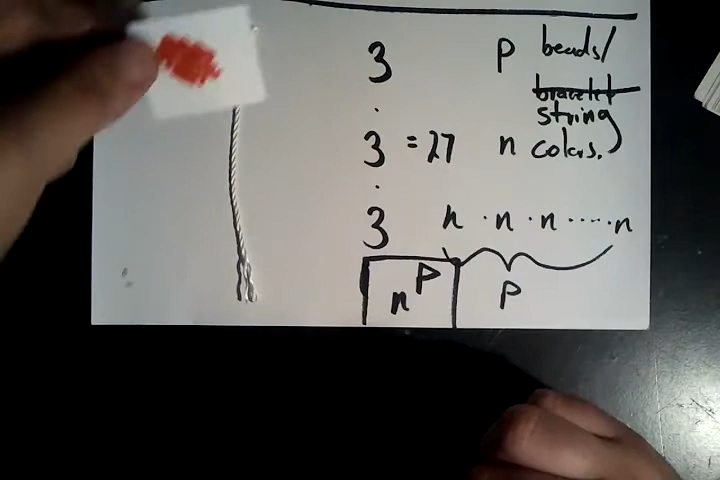 3 p beads/
· bracelet string
3 = 27 n colors.
·
3 n · n · n ····· n
n^p p